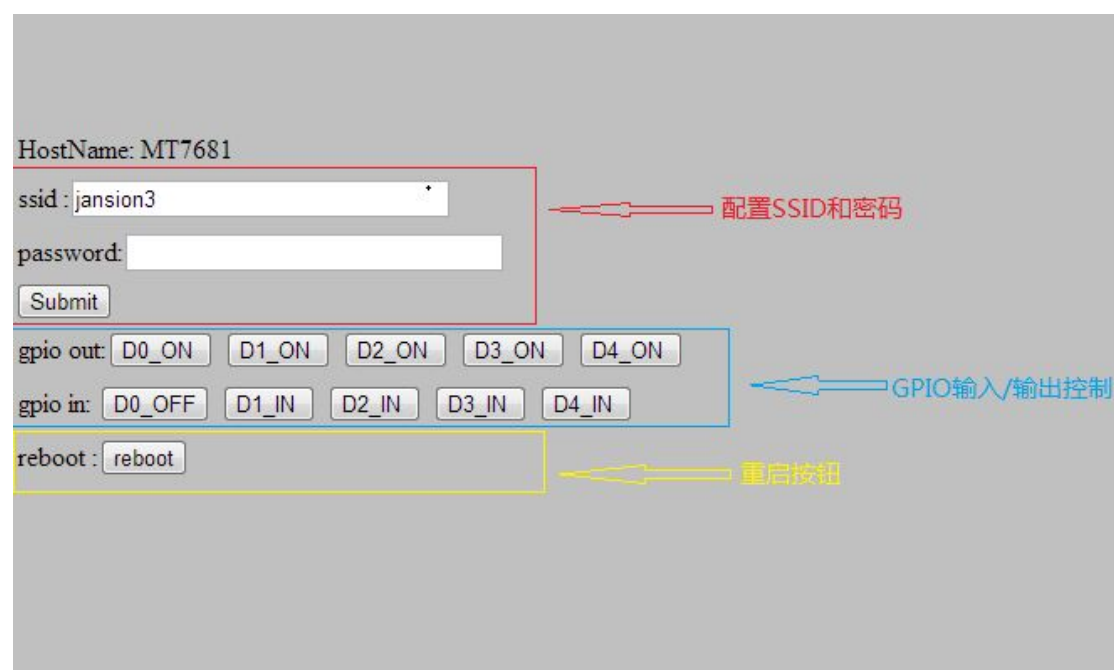 HostName: MT7681
ssid : jansion3
配置SSID和密码
password:
Submit
gpio out: D0_ON D1_ON D2_ON D3_ON D4_ON
GPIO输入/输出控制
gpio in: D0_OFF D1_IN D2_IN D3_IN D4_IN
reboot : reboot
重启按钮